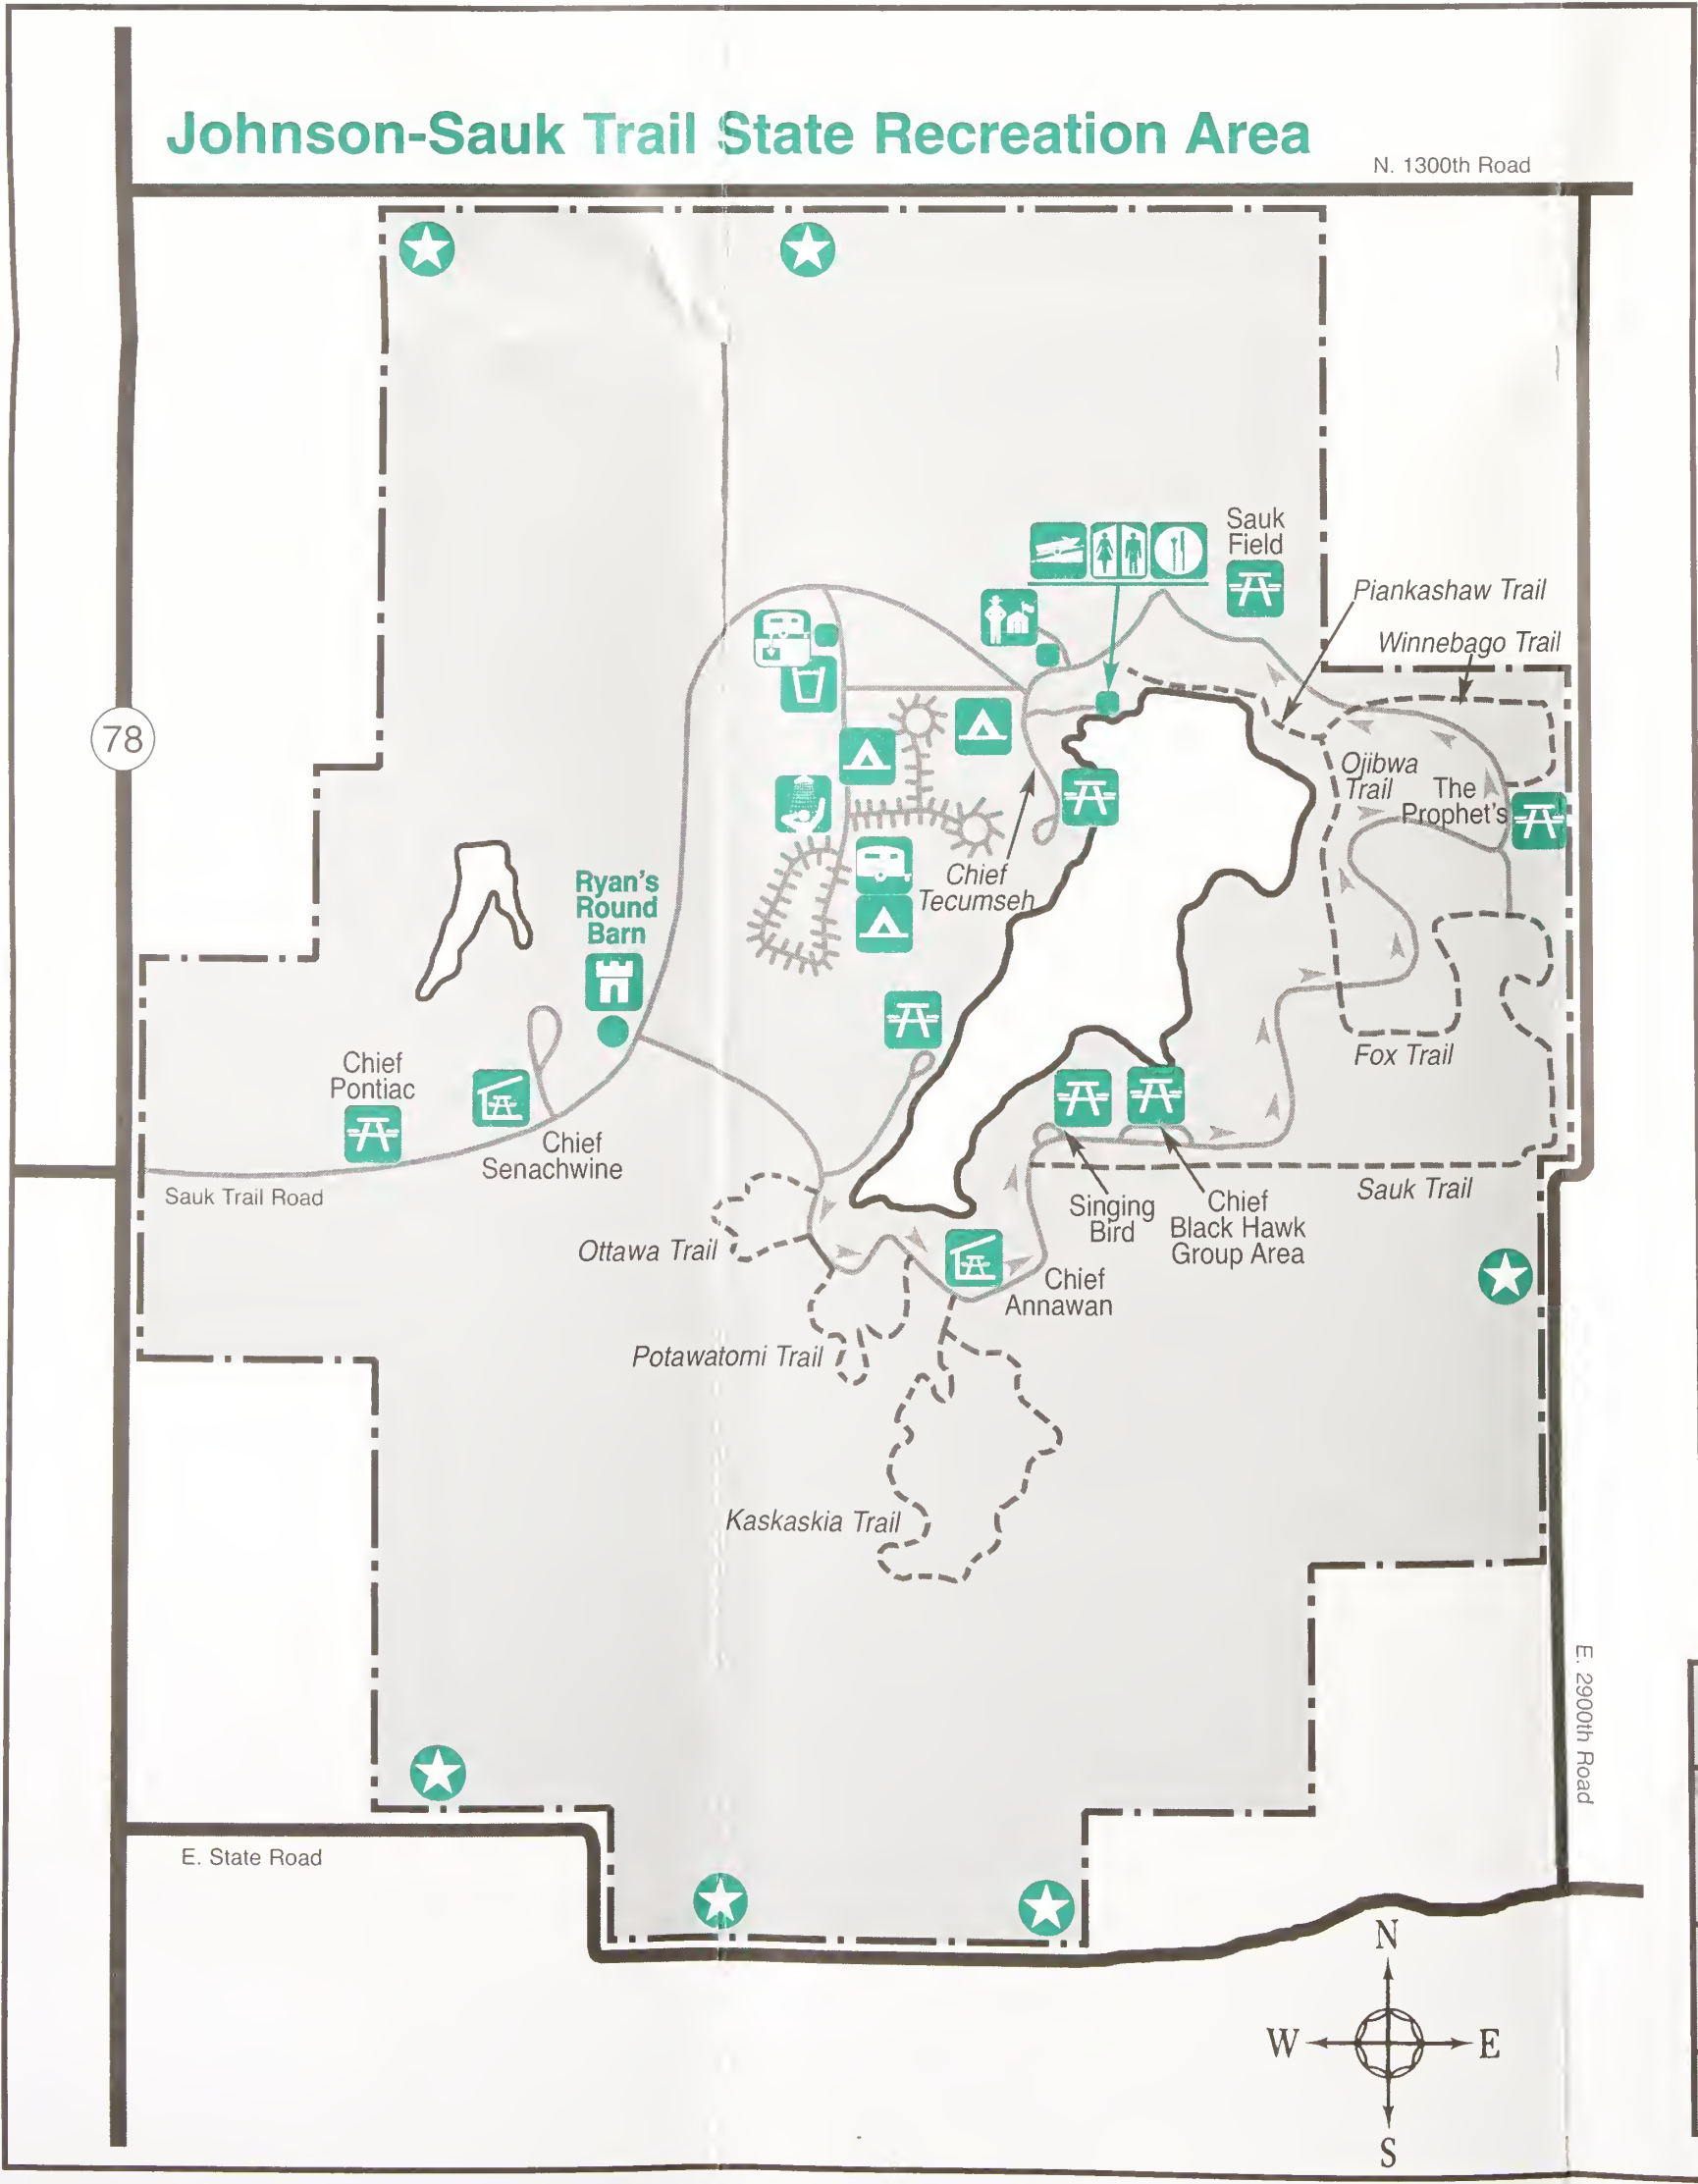 Johnson-Sauk Trail State Recreation Area
N. 1300th Road
Sauk
Field
Piankashaw Trail
Winnebago Trail
78
Ojibwa
Trail
The
Prophet's
Chief
Tecumseh
Ryan's
Round
Barn
Chief
Pontiac
Fox Trail
Chief
Senachwine
Sauk Trail Road
Sauk Trail
Singing
Bird
Chief
Black Hawk
Group Area
Ottawa Trail
Chief
Annawan
Potawatomi Trail
Kaskaskia Trail
E. 2900th Road
E. State Road
N
W
E
S